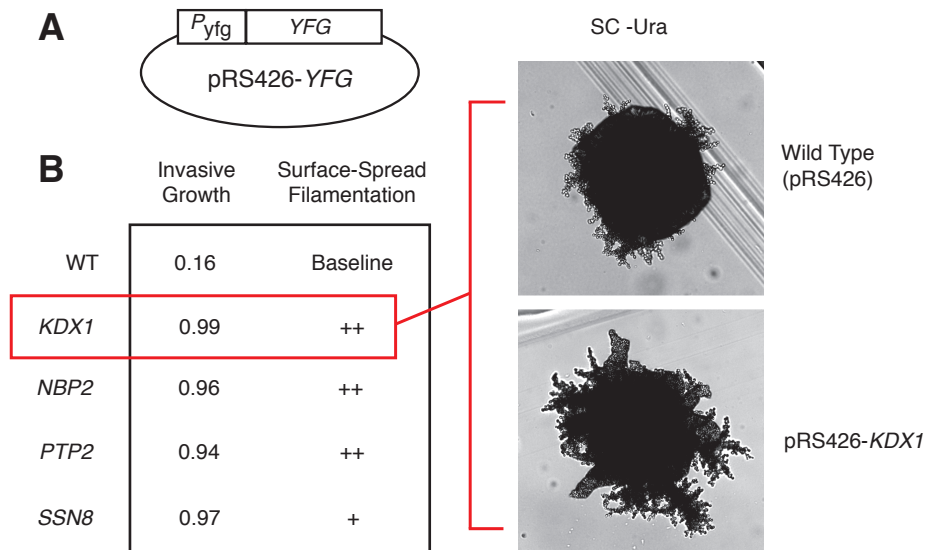 A
Pyfg YFG
pRS426-YFG
B
Invasive Growth
Surface-Spread Filamentation
WT 0.16 Baseline
KDX1 0.99 ++
NBP2 0.96 ++
PTP2 0.94 ++
SSN8 0.97 +
SC -Ura
Wild Type
(pRS426)
pRS426-KDX1